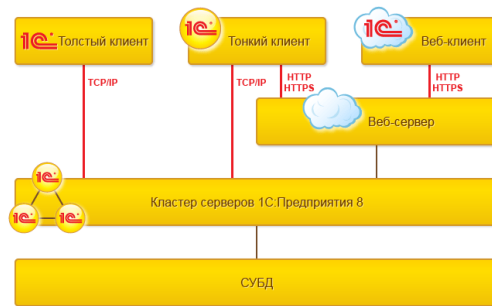 1С Толстый клиент
1С Тонкий клиент
1С Веб-клиент
TCP/IP
TCP/IP
HTTP
HTTPS
HTTP
HTTPS
Веб-сервер
1С
Кластер серверов 1С:Предприятия 8
1С 1С
СУБД